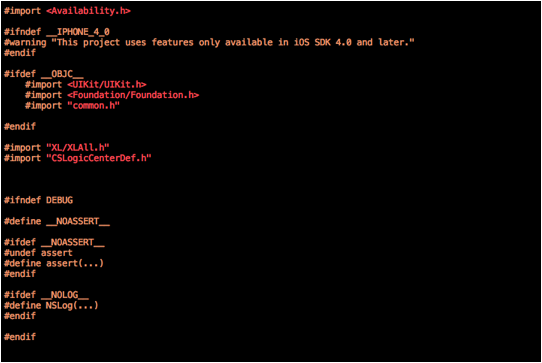 #import <Availability.h>
#ifndef __IPHONE_4_0
#warning "This project uses features only available in iOS SDK 4.0 and later."
#endif
#ifdef __OBJC__
#import <UIKit/UIKit.h>
#import <Foundation/Foundation.h>
#import "common.h"
#endif
#import "XL/XLAll.h"
#import "CSLogicCenterDef.h"
#ifndef DEBUG
#define __NOASSERT__
#ifdef __NOASSERT__
#undef assert
#define assert(...)
#endif
#ifdef __NOLOG__
#define NSLog(...)
#endif
#endif